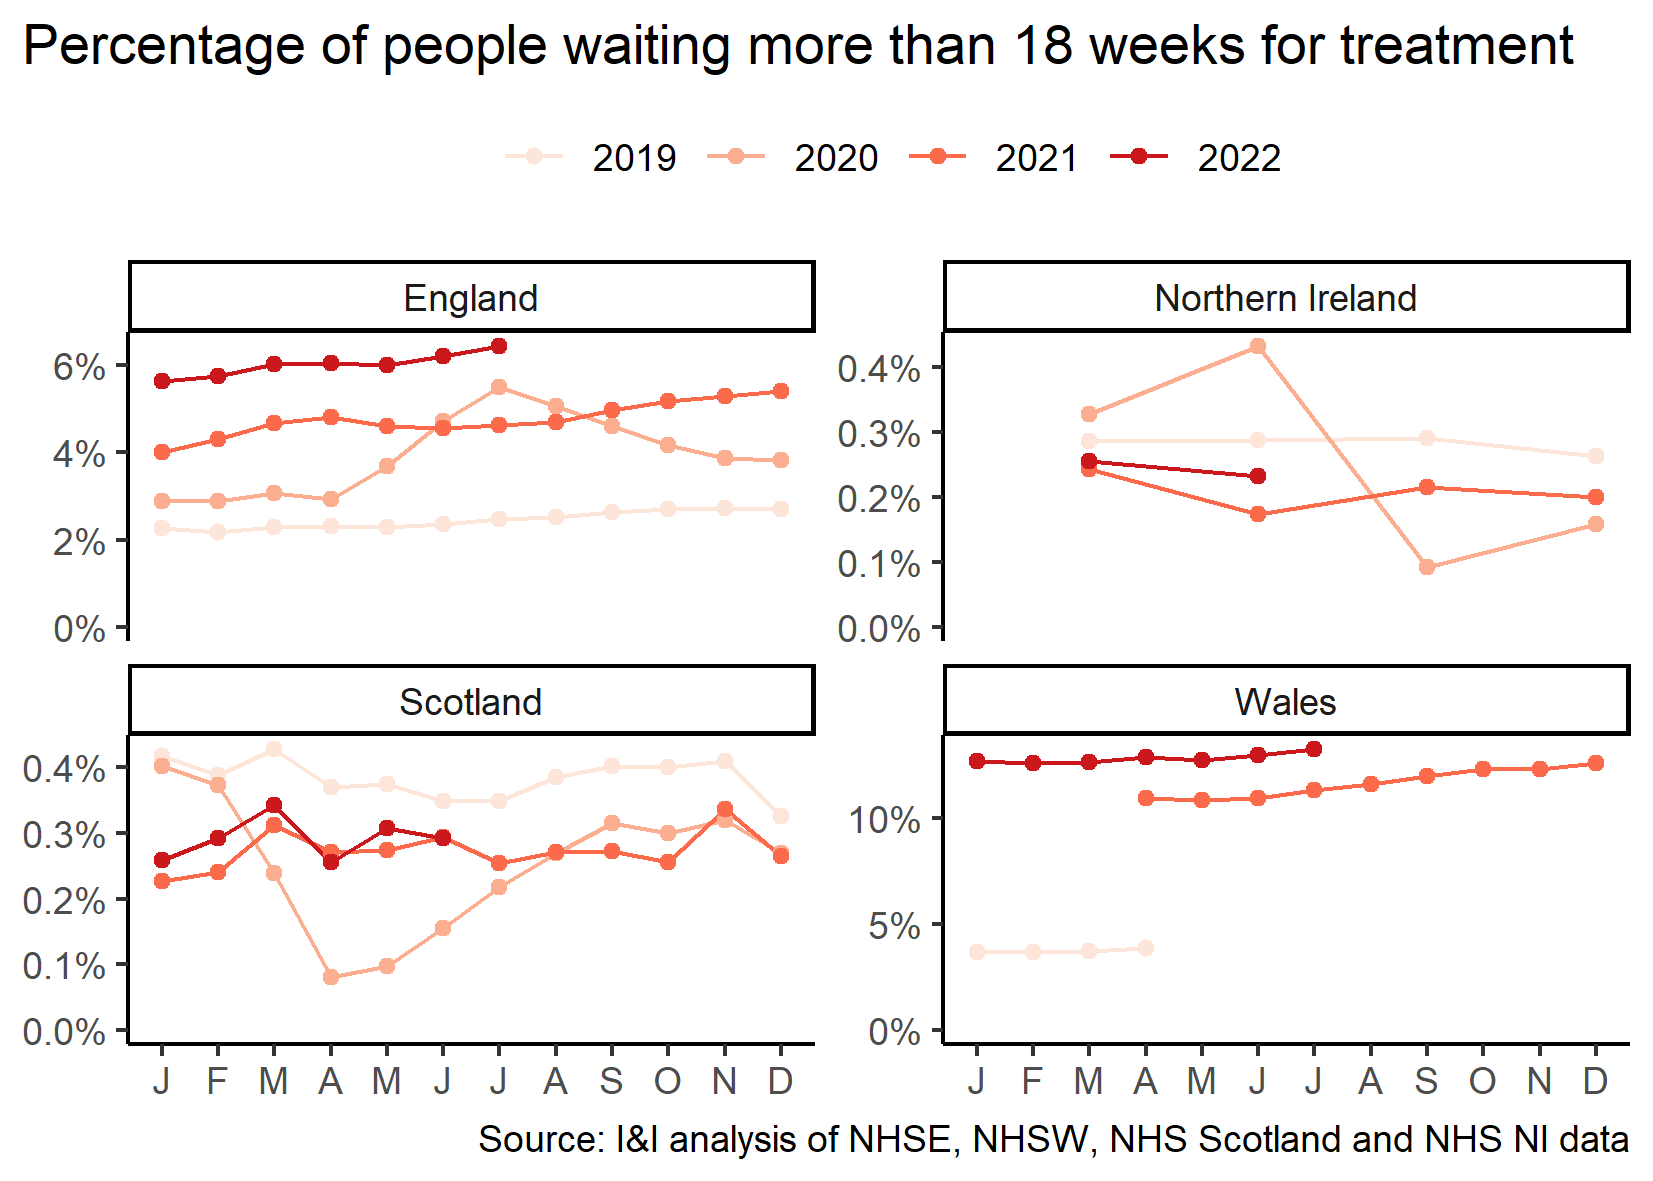 Percentage of people waiting more than 18 weeks for treatment
2019 2020 2021 2022
England
6%
4%
2%
0%
Northern Ireland
0.4%
0.3%
0.2%
0.1%
0.0%
Scotland
0.4%
0.3%
0.2%
0.1%
0.0%
J F M A M J J A S O N D
Wales
10%
5%
0%
J F M A M J J A S O N D
Source: I&I analysis of NHSE, NHSW, NHS Scotland and NHS NI data